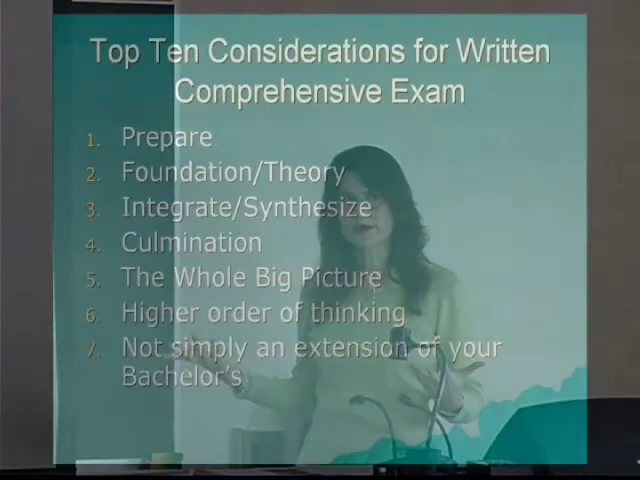 Top Ten Considerations for Written
Comprehensive Exam
1. Prepare
2. Foundation/Theory
3. Integrate/Synthesize
4. Culmination
5. The Whole Big Picture
6. Higher order of thinking
7. Not simply an extension of your
Bachelor's